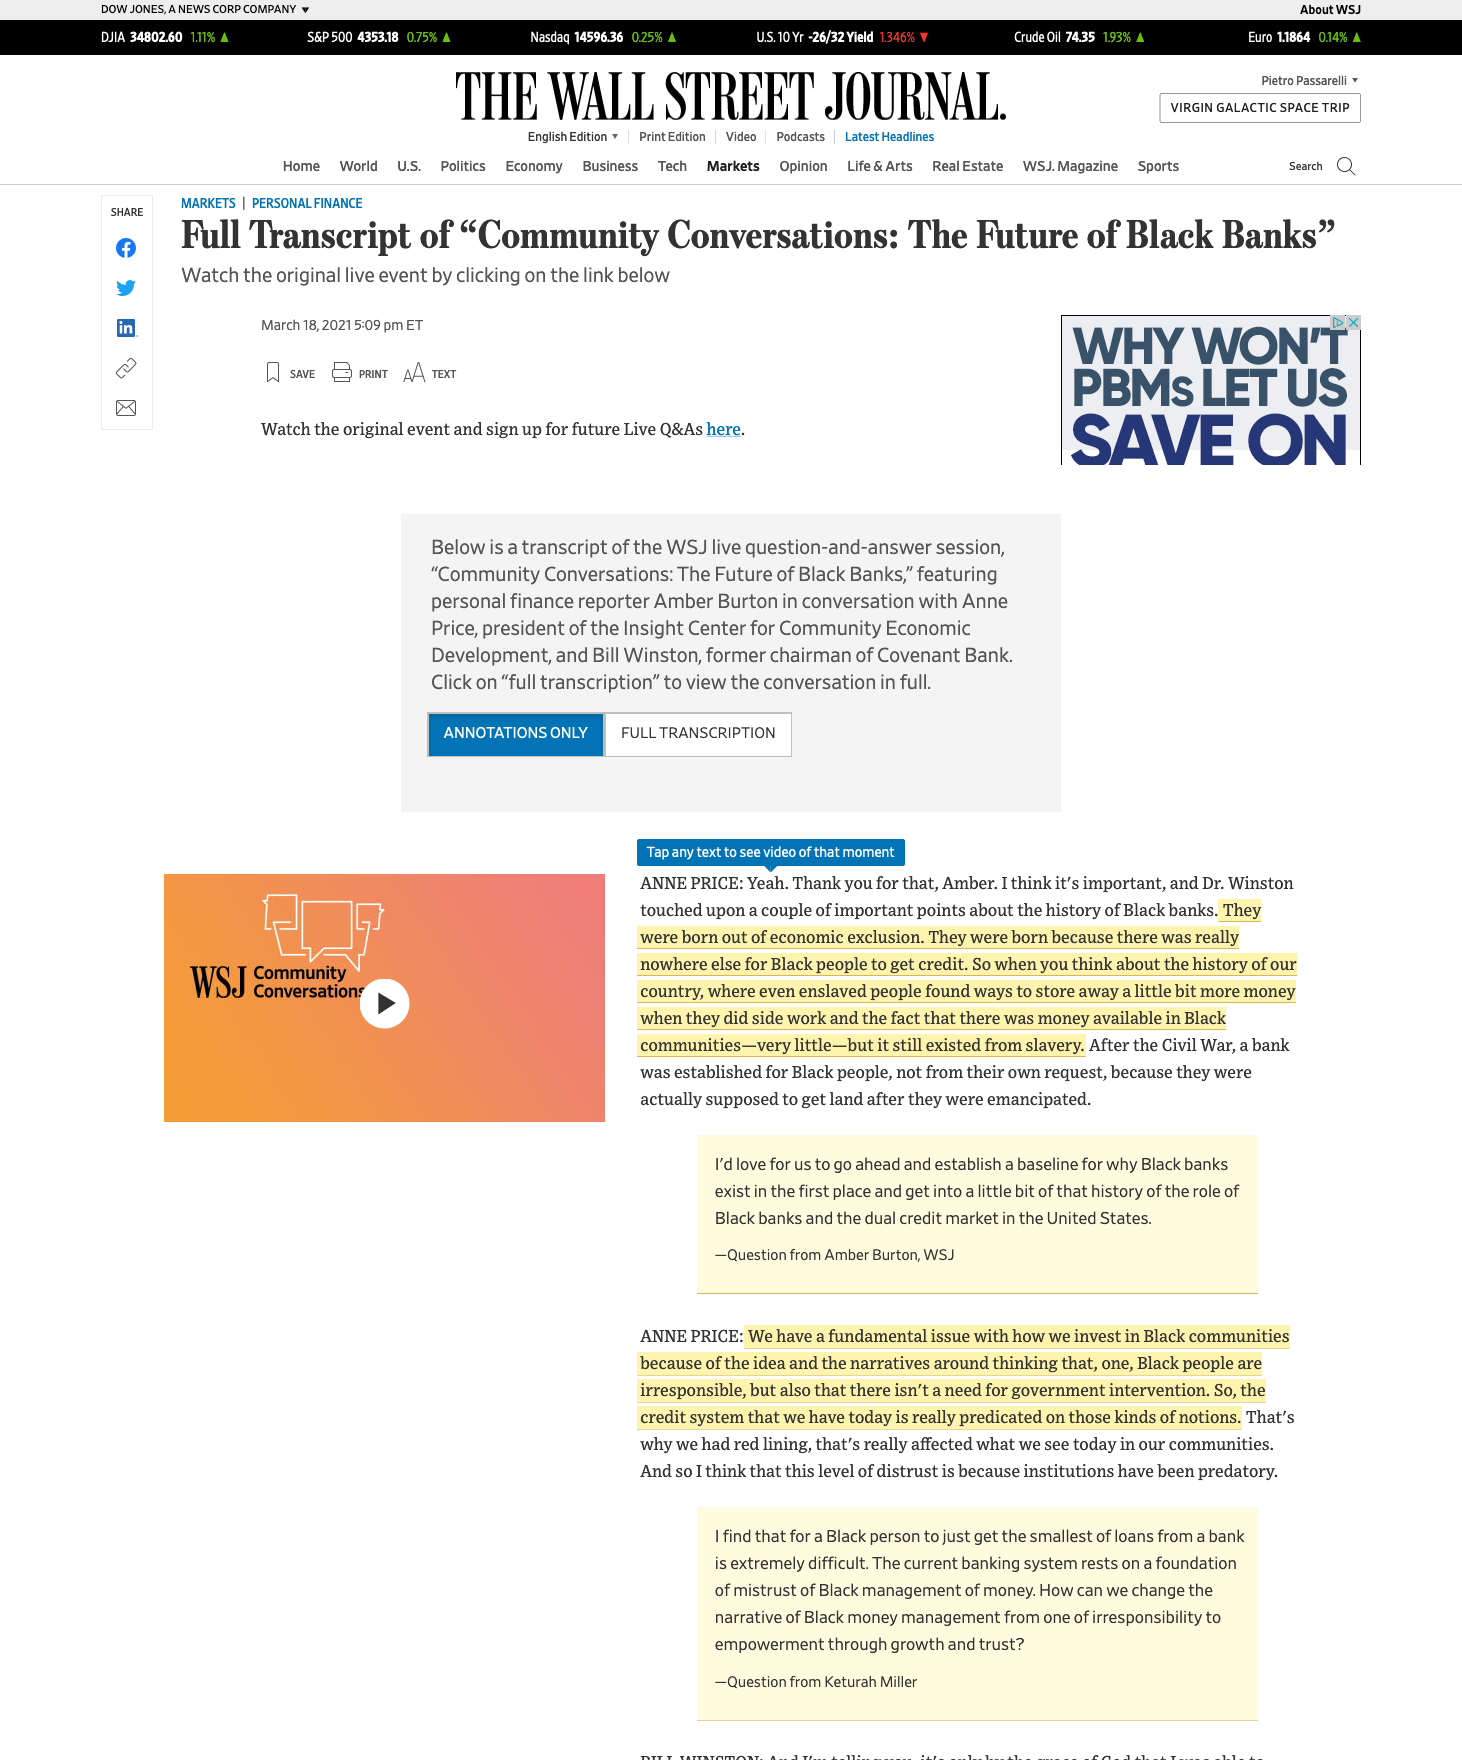 DOW JONES, A NEWS CORP COMPANY ▼
About WSJ
DJIA 34802.60 1.11% ▲
S&P 500 4353.18 0.75% ▲
Nasdaq 14596.36 0.25% ▲
U.S. 10 Yr -26/32 Yield 1.346% ▼
Crude Oil 74.35 1.93% ▲
Euro 1.1864 0.14% ▲
THE WALL STREET JOURNAL.
Pietro Passarelli ▼
VIRGIN GALACTIC SPACE TRIP
English Edition ▼ | Print Edition | Video | Podcasts | Latest Headlines
Home World U.S. Politics Economy Business Tech Markets Opinion Life & Arts Real Estate WSJ. Magazine Sports
Search
SHARE
MARKETS | PERSONAL FINANCE
Full Transcript of “Community Conversations: The Future of Black Banks”
Watch the original live event by clicking on the link below
March 18, 2021 5:09 pm ET
SAVE PRINT AA TEXT
Watch the original event and sign up for future Live Q&As here.
WHY WON'T
PBMs LET US
SAVE ON
Below is a transcript of the WSJ live question-and-answer session,
“Community Conversations: The Future of Black Banks,” featuring
personal finance reporter Amber Burton in conversation with Anne
Price, president of the Insight Center for Community Economic
Development, and Bill Winston, former chairman of Covenant Bank.
Click on “full transcription” to view the conversation in full.
ANNOTATIONS ONLY
FULL TRANSCRIPTION
Tap any text to see video of that moment
WSJ Community
Conversations
ANNE PRICE: Yeah. Thank you for that, Amber. I think it's important, and Dr. Winston
touched upon a couple of important points about the history of Black banks. They
were born out of economic exclusion. They were born because there was really
nowhere else for Black people to get credit. So when you think about the history of our
country, where even enslaved people found ways to store away a little bit more money
when they did side work and the fact that there was money available in Black
communities—very little—but it still existed from slavery. After the Civil War, a bank
was established for Black people, not from their own request, because they were
actually supposed to get land after they were emancipated.
I'd love for us to go ahead and establish a baseline for why Black banks
exist in the first place and get into a little bit of that history of the role of
Black banks and the dual credit market in the United States.
—Question from Amber Burton, WSJ
ANNE PRICE: We have a fundamental issue with how we invest in Black communities
because of the idea and the narratives around thinking that, one, Black people are
irresponsible, but also that there isn't a need for government intervention. So, the
credit system that we have today is really predicated on those kinds of notions. That's
why we had red lining, that's really affected what we see today in our communities.
And so I think that this level of distrust is because institutions have been predatory.
I find that for a Black person to just get the smallest of loans from a bank
is extremely difficult. The current banking system rests on a foundation
of mistrust of Black management of money. How can we change the
narrative of Black money management from one of irresponsibility to
empowerment through growth and trust?
—Question from Keturah Miller
BILL WINSTON: And I'm telling you, it's only by the grace of God that I was able to